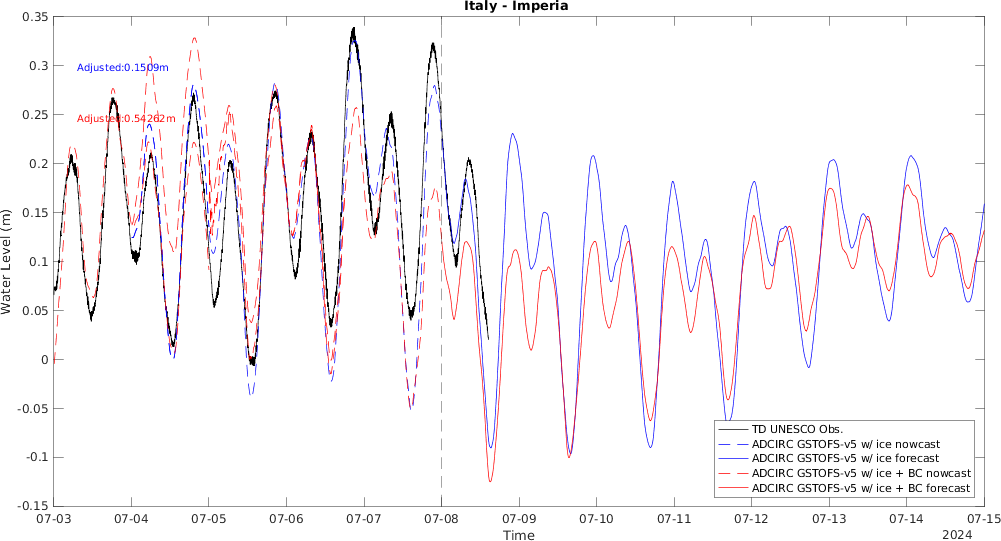 Italy - Imperia
Water Level (m)
0.35
0.3
0.25
0.2
0.15
0.1
0.05
0
-0.05
-0.1
-0.15
Adjusted:0.1509m
Adjusted:0.54262m
TD UNESCO Obs.
ADCIRC GSTOFS-v5 w/ ice nowcast
ADCIRC GSTOFS-v5 w/ ice forecast
ADCIRC GSTOFS-v5 w/ ice + BC nowcast
ADCIRC GSTOFS-v5 w/ ice + BC forecast
07-03 07-04 07-05 07-06 07-07 07-08 07-09 07-10 07-11 07-12 07-13 07-14 07-15
Time
2024